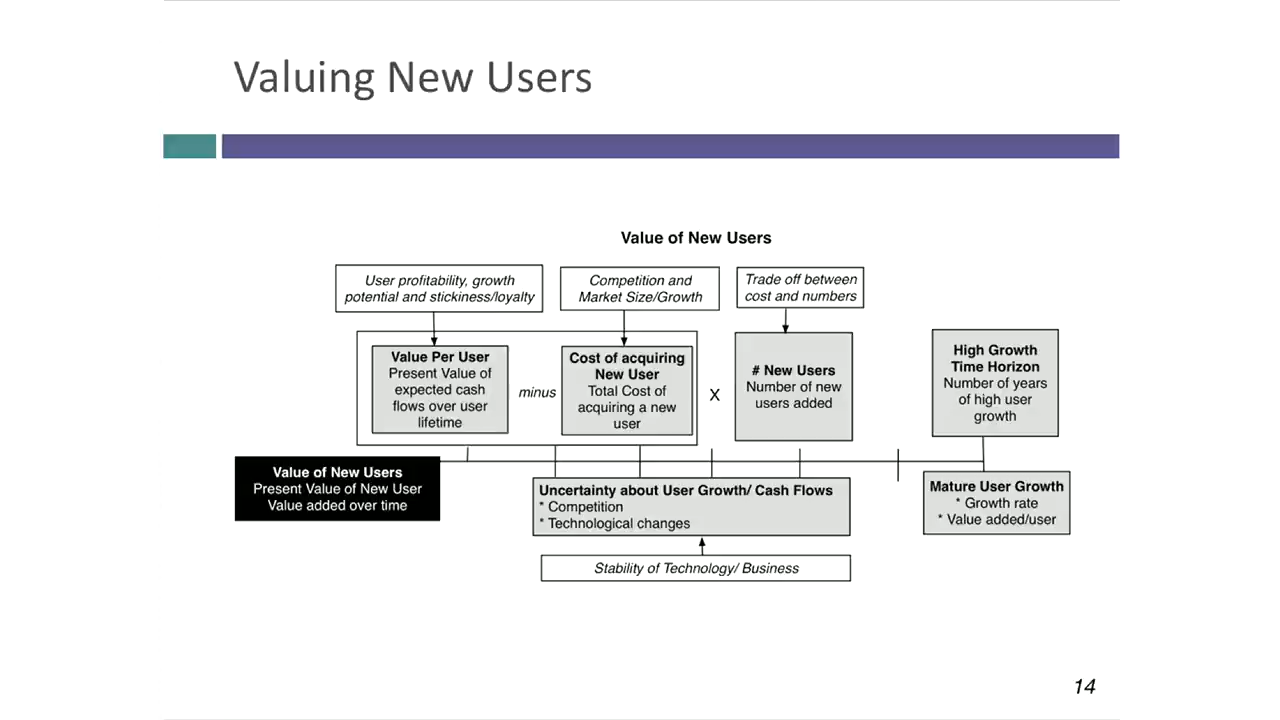 Valuing New Users
Value of New Users
User profitability, growth
potential and stickiness/loyalty
Competition and
Market Size/Growth
Trade off between
cost and numbers
Value Per User
Present Value of
expected cash
flows over user
lifetime
minus
Cost of acquiring
New User
Total Cost of
acquiring a new
user
X
# New Users
Number of new
users added
High Growth
Time Horizon
Number of years
of high user
growth
Value of New Users
Present Value of New User
Value added over time
Uncertainty about User Growth/ Cash Flows
* Competition
* Technological changes
Mature User Growth
* Growth rate
* Value added/user
Stability of Technology/ Business
14